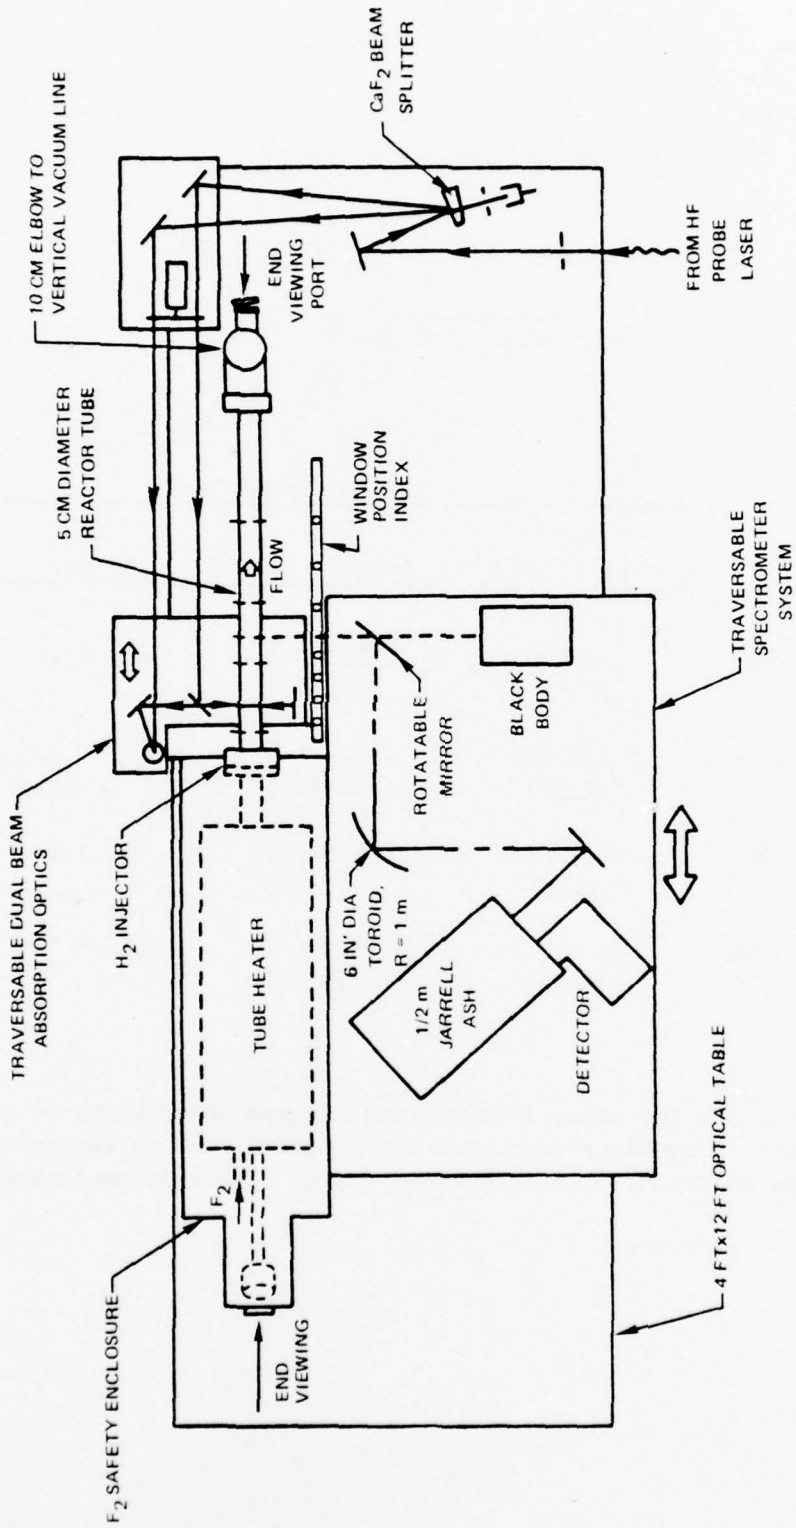 TRAVERSABLE DUAL BEAM
ABSORPTION OPTICS
10 CM ELBOW TO
VERTICAL VACUUM LINE
5 CM DIAMETER
REACTOR TUBE
F₂ SAFETY ENCLOSURE
H₂ INJECTOR
END
VIEWING
PORT
CaF₂ BEAM
SPLITTER
FLOW
WINDOW
POSITION
INDEX
FROM HF
PROBE
LASER
F₂
TUBE HEATER
END
VIEWING
6 IN' DIA
TOROID,
R = 1 m
ROTATABLE
MIRROR
BLACK
BODY
1/2 m
JARRELL
ASH
DETECTOR
TRAVERSABLE
SPECTROMETER
SYSTEM
4 FTx12 FT OPTICAL TABLE